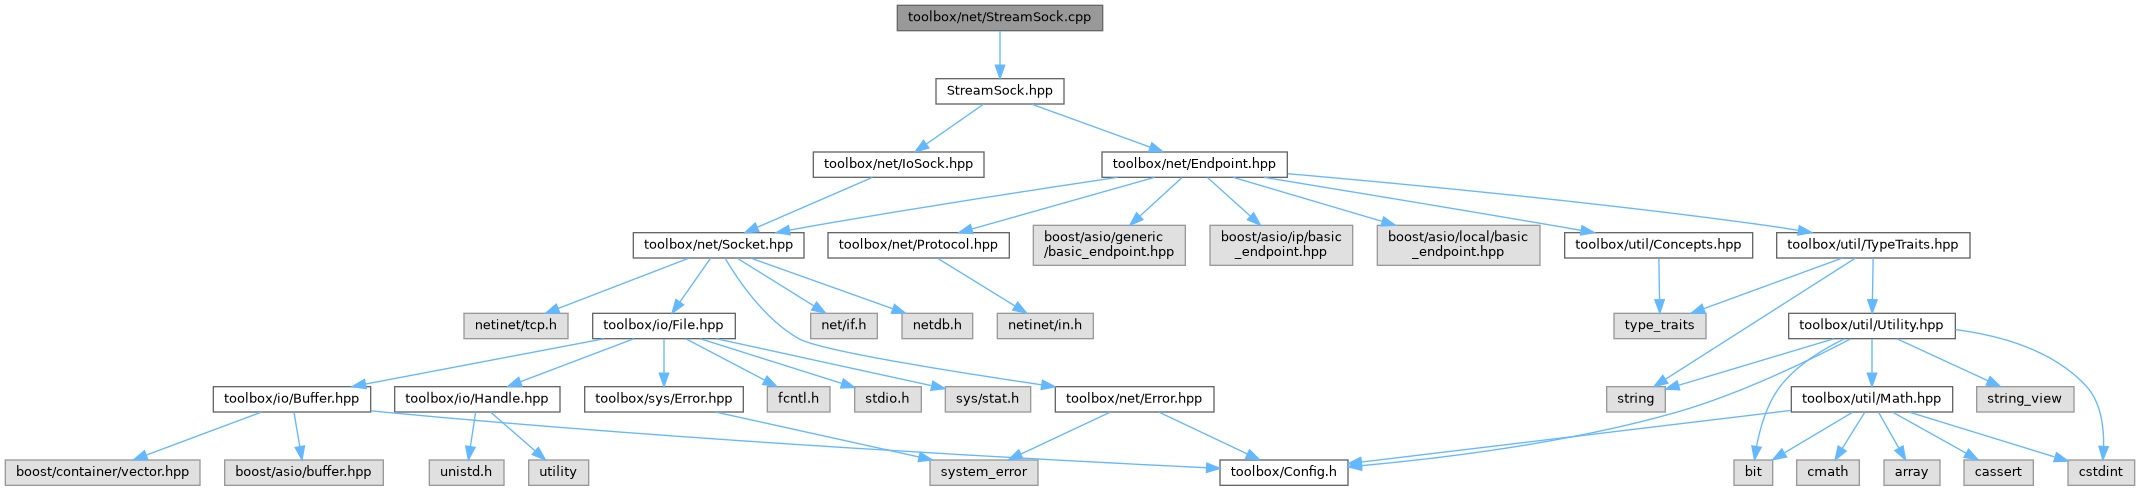 toolbox/net/StreamSock.cpp
StreamSock.hpp
toolbox/net/IoSock.hpp
toolbox/net/Endpoint.hpp
toolbox/net/Socket.hpp
toolbox/net/Protocol.hpp
boost/asio/generic
/basic_endpoint.hpp
boost/asio/ip/basic
_endpoint.hpp
boost/asio/local/basic
_endpoint.hpp
toolbox/util/Concepts.hpp
toolbox/util/TypeTraits.hpp
netinet/tcp.h
toolbox/io/File.hpp
net/if.h
netdb.h
netinet/in.h
type_traits
toolbox/util/Utility.hpp
toolbox/io/Buffer.hpp
toolbox/io/Handle.hpp
toolbox/sys/Error.hpp
fcntl.h
stdio.h
sys/stat.h
toolbox/net/Error.hpp
string
toolbox/util/Math.hpp
string_view
boost/container/vector.hpp
boost/asio/buffer.hpp
unistd.h
utility
system_error
toolbox/Config.h
bit
cmath
array
cassert
cstdint